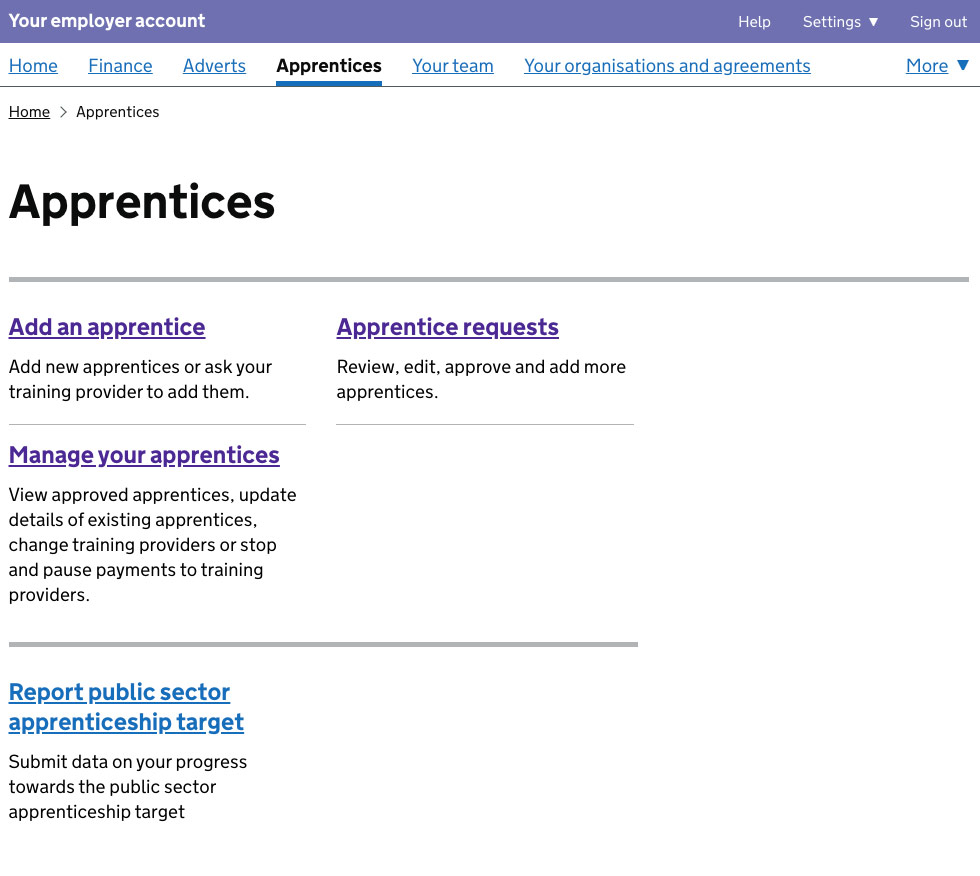 Your employer account
Help
Settings ▼
Sign out
Home
Finance
Adverts
Apprentices
Your team
Your organisations and agreements
More ▼
Home > Apprentices
Apprentices
Add an apprentice
Add new apprentices or ask your
training provider to add them.
Apprentice requests
Review, edit, approve and add more
apprentices.
Manage your apprentices
View approved apprentices, update
details of existing apprentices,
change training providers or stop
and pause payments to training
providers.
Report public sector
apprenticeship target
Submit data on your progress
towards the public sector
apprenticeship target